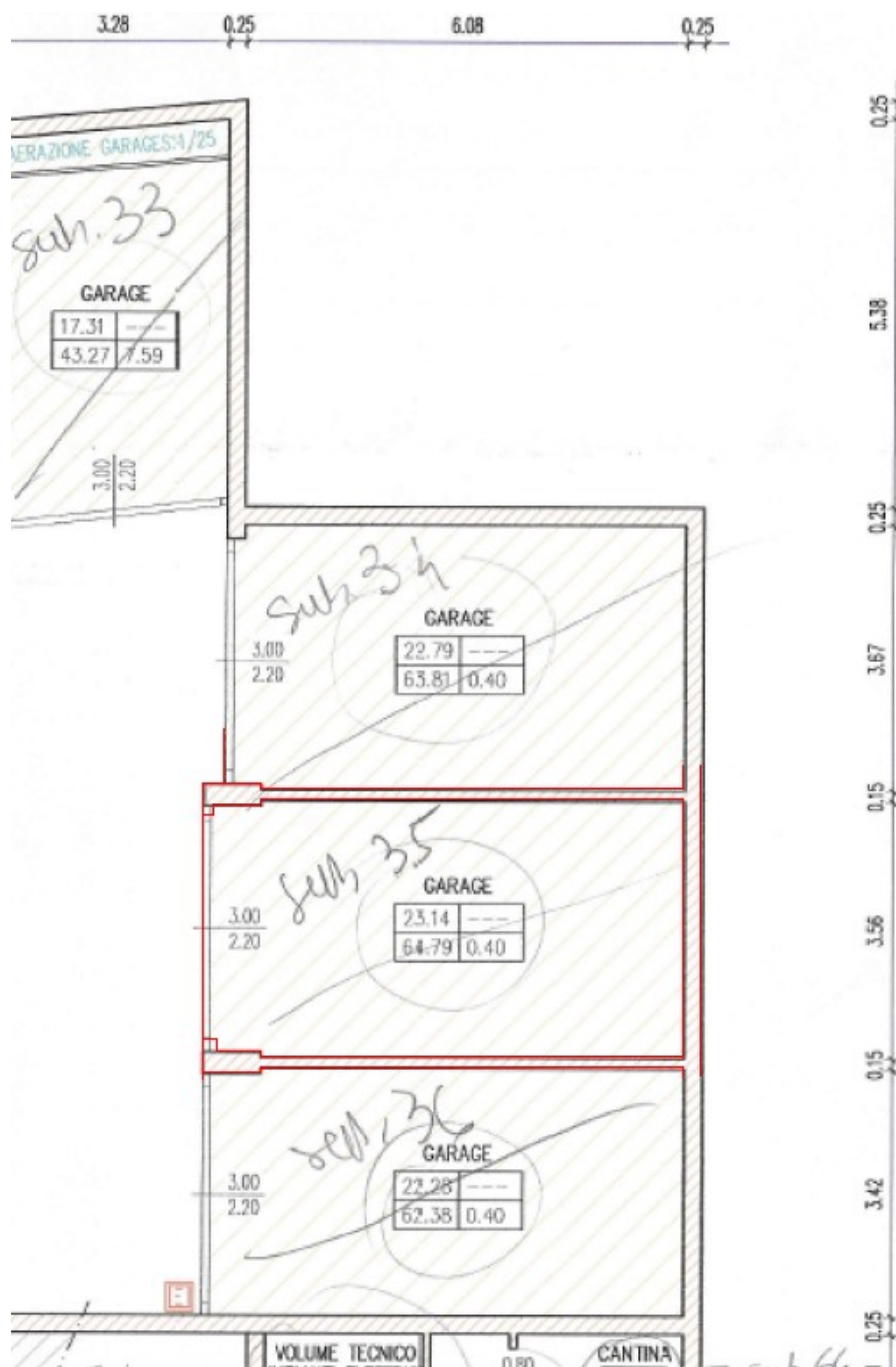 3.28 0.25 6.08 0.25
0.25
AERAZIONE GARAGES:1/25
sub. 33
GARAGE
17.31 ---
43.27 7.59
5.38
3.00
2.20
0.25
sub. 34
GARAGE
22.79 ---
63.81 0.40
3.00
2.20
3.67
0.15
sub 35
GARAGE
23.14 ---
64.79 0.40
3.00
2.20
3.56
0.15
sub. 36
GARAGE
22.28 ---
62.38 0.40
3.00
2.20
3.42
0.25
VOLUME TECNICO
0.80
CANTINA